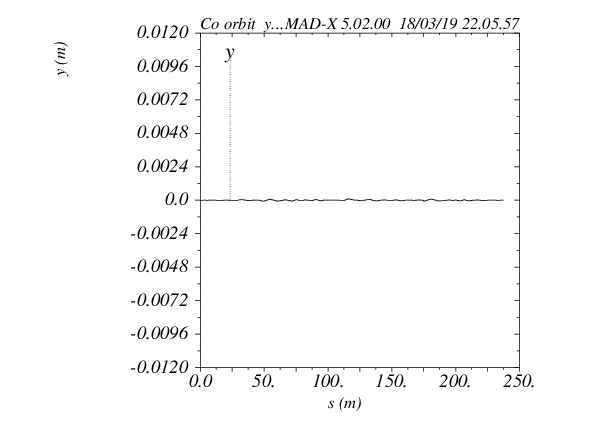 Co orbit y...MAD-X 5.02.00 18/03/19 22.05.57
y (m)
0.0120
0.0096
0.0072
0.0048
0.0024
0.0
-0.0024
-0.0048
-0.0072
-0.0096
-0.0120
y
0.0 50. 100. 150. 200. 250.
s (m)